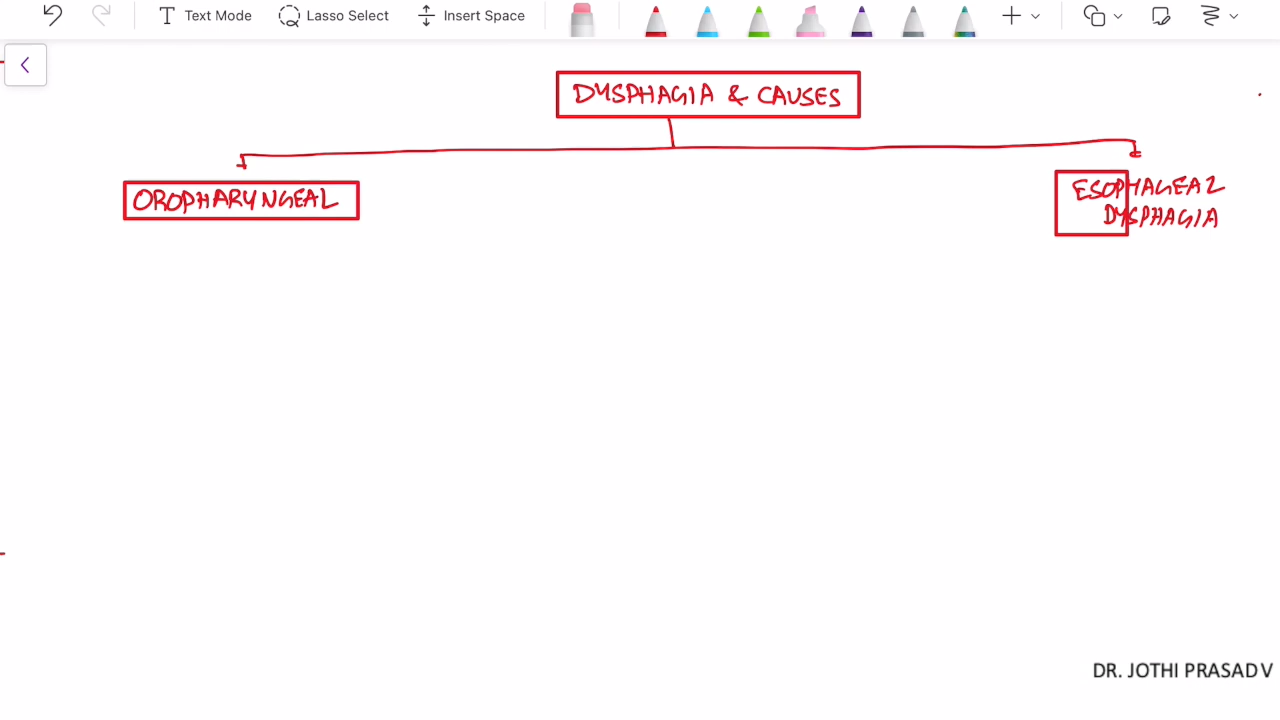 Text Mode
Lasso Select
Insert Space
DYSPHAGIA & CAUSES
OROPHARYNGEAL
ESOPHAGEAL
DYSPHAGIA
DR. JOTHI PRASAD V